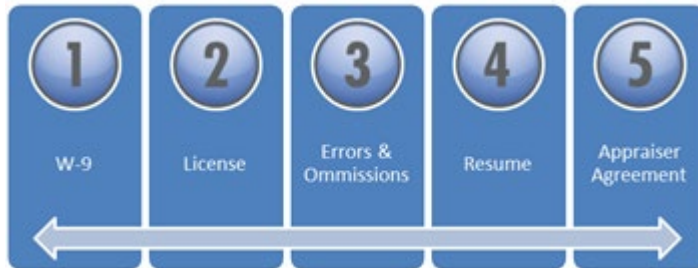 1
W-9
2
License
3
Errors &
Ommissions
4
Resume
5
Appraiser
Agreement